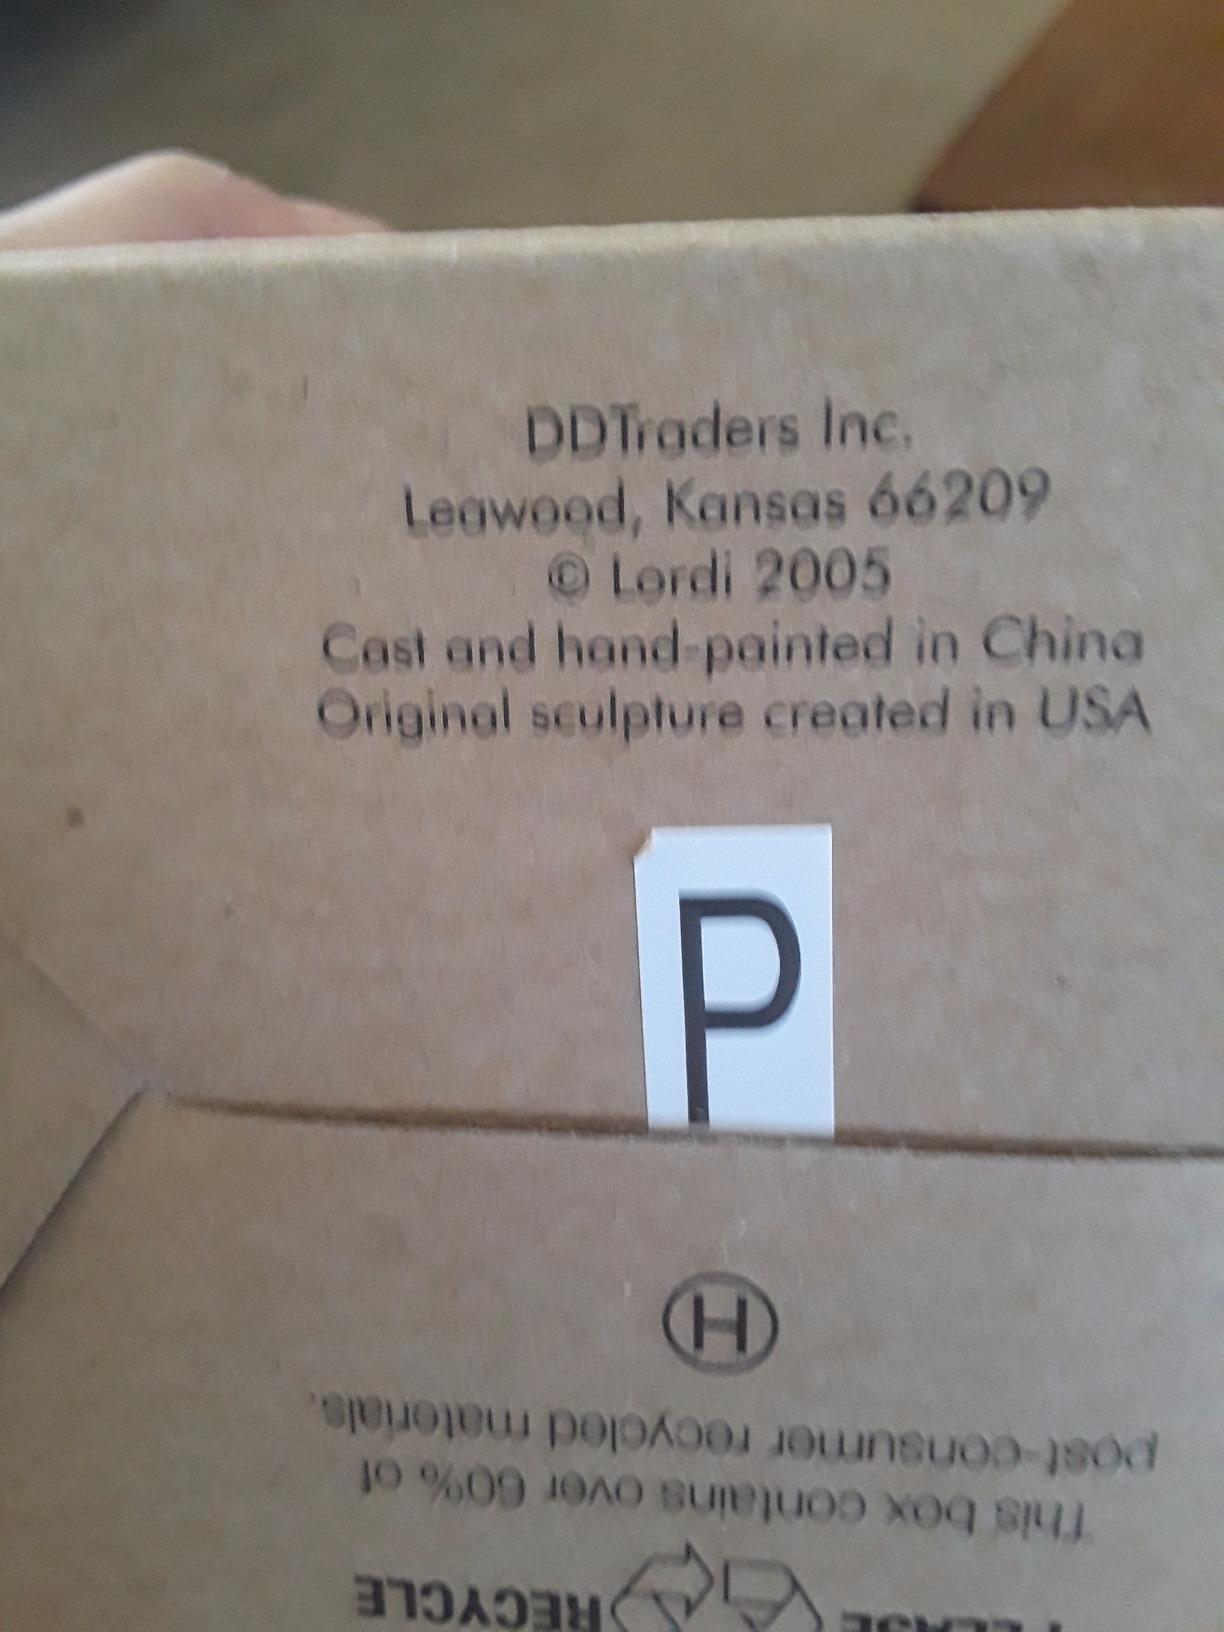 DDTraders Inc.
Leawood, Kansas 66209
© Lordi 2005
Cast and hand-painted in China
Original sculpture created in USA
P
H
PLEASE RECYCLE
This box contains over 60% of
post-consumer recycled materials.